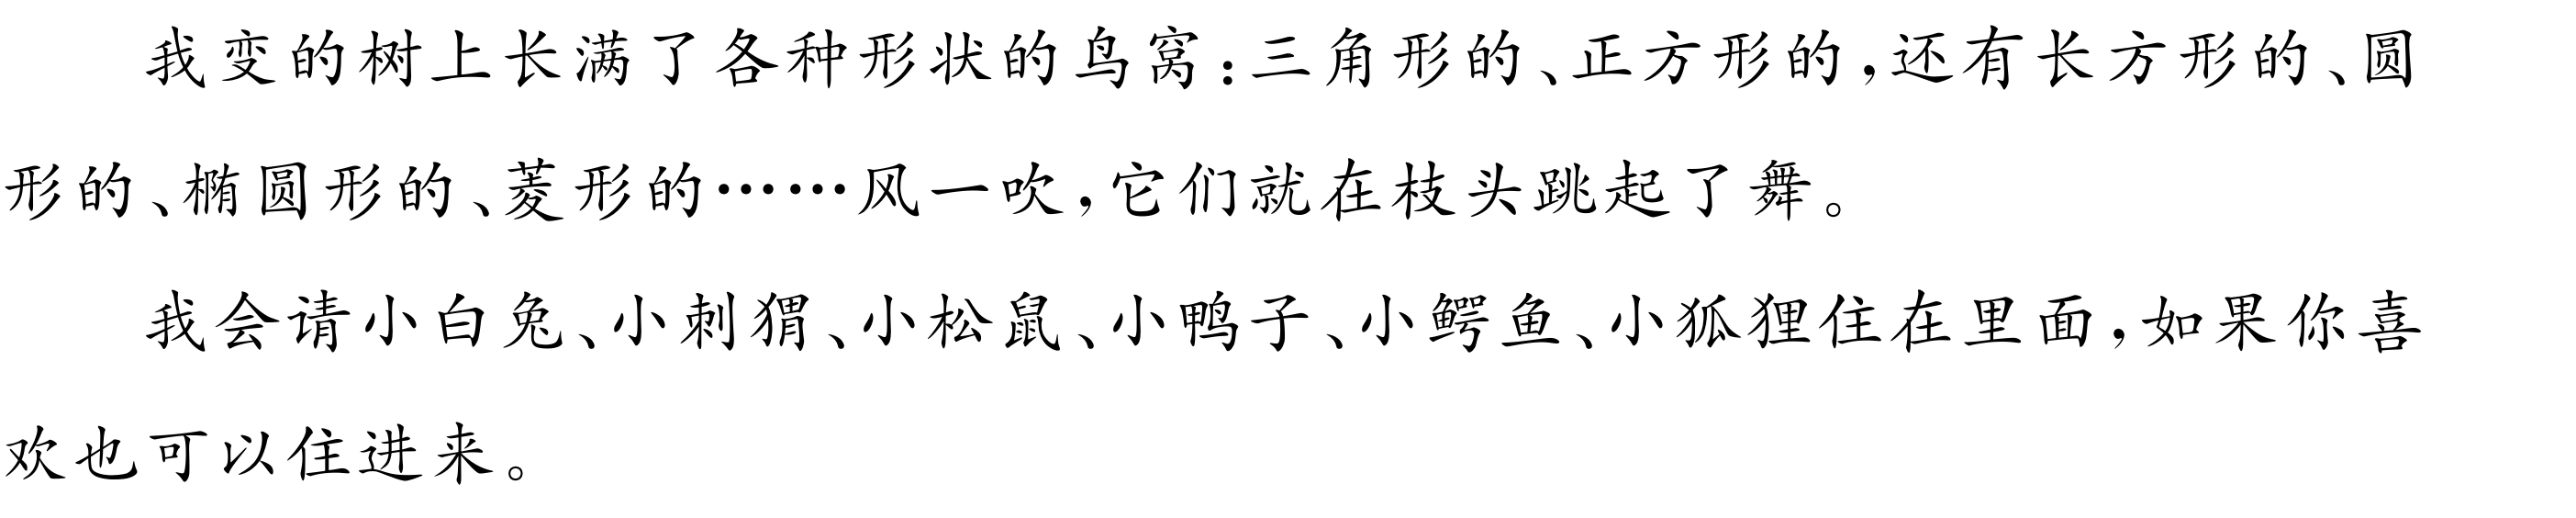 我变的树上长满了各种形状的鸟窝：三角形的、正方形的，还有长方形的、圆
形的、椭圆形的、菱形的……风一吹，它们就在枝头跳起了舞。
我会请小白兔、小刺猬、小松鼠、小鸭子、小鳄鱼、小狐狸住在里面，如果你喜
欢也可以住进来。